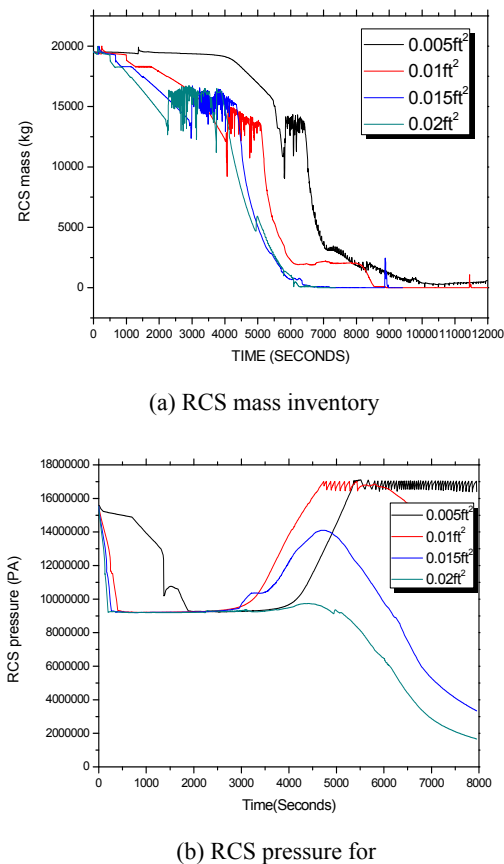 20000
15000
10000
5000
0
RCS mass (kg)
0.005ft²
0.01ft²
0.015ft²
0.02ft²
0 1000 2000 3000 4000 5000 6000 7000 8000 9000 10000 11000 12000
TIME (SECONDS)
(a) RCS mass inventory
18000000
16000000
14000000
12000000
10000000
8000000
6000000
4000000
2000000
0
RCS pressure (PA)
0.005ft²
0.01ft²
0.015ft²
0.02ft²
0 1000 2000 3000 4000 5000 6000 7000 8000
Time(Seconds)
(b) RCS pressure for